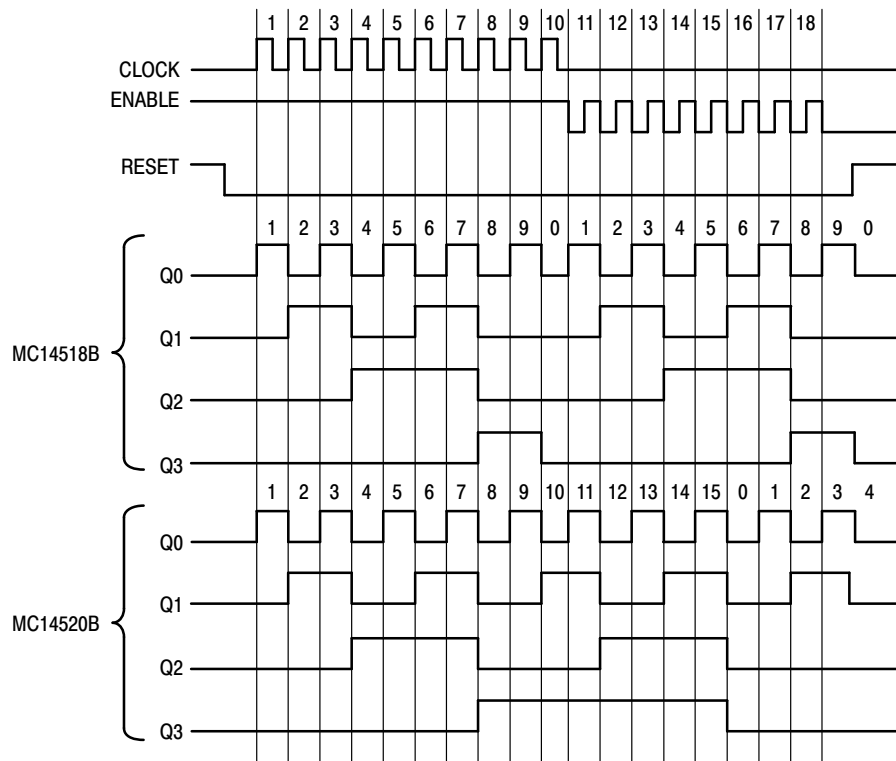 1 2 3 4 5 6 7 8 9 10 11 12 13 14 15 16 17 18
CLOCK
ENABLE
RESET
1 2 3 4 5 6 7 8 9 0 1 2 3 4 5 6 7 8 9 0
Q0
Q1
MC14518B
Q2
Q3
1 2 3 4 5 6 7 8 9 10 11 12 13 14 15 0 1 2 3 4
Q0
Q1
MC14520B
Q2
Q3